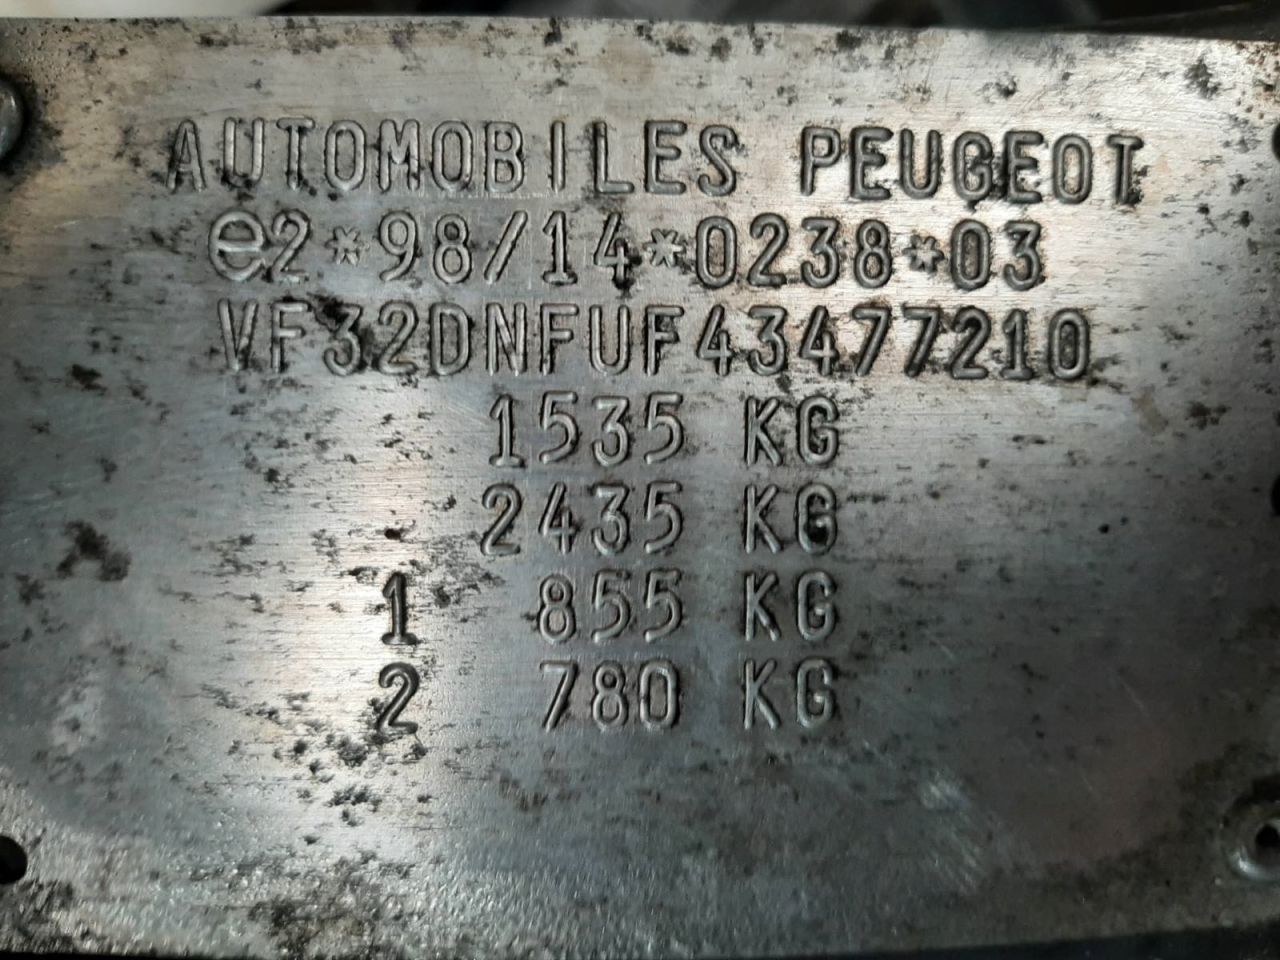 AUTOMOBILES PEUGEOT
e2*98/14*0238*03
VF32DNFUF43477210
1535 KG
2435 KG
1 855 KG
2 780 KG